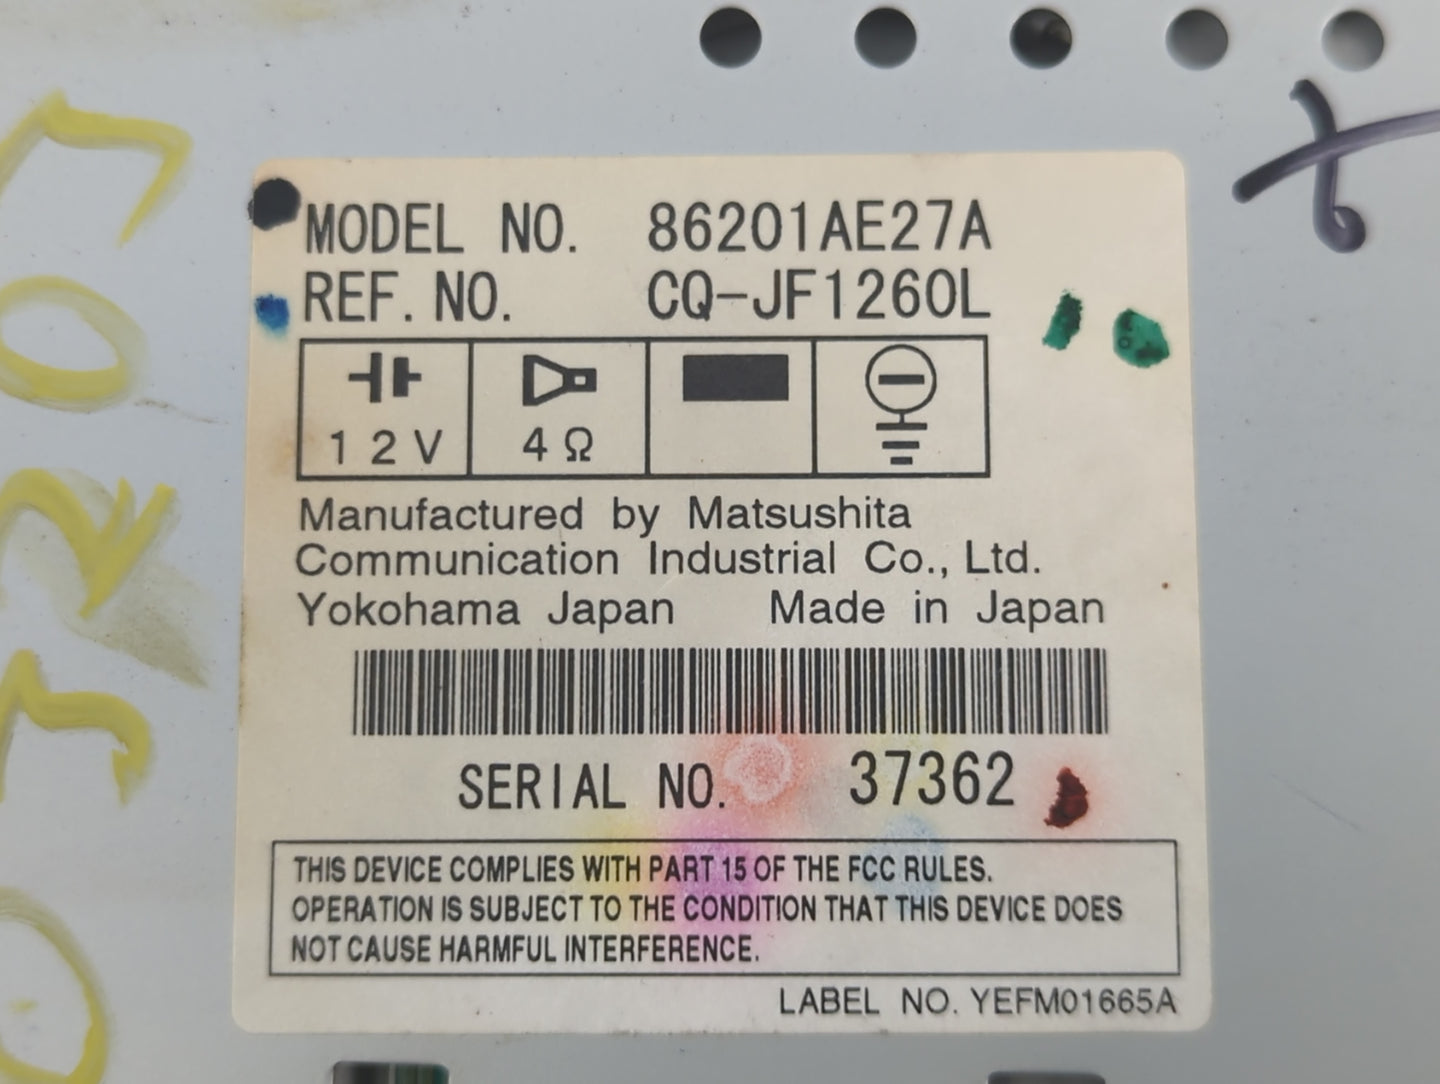 MODEL NO. 86201AE27A
REF. NO. CQ-JF1260L
12V 4Ω
Manufactured by Matsushita
Communication Industrial Co., Ltd.
Yokohama Japan Made in Japan
SERIAL NO. 37362
THIS DEVICE COMPLIES WITH PART 15 OF THE FCC RULES.
OPERATION IS SUBJECT TO THE CONDITION THAT THIS DEVICE DOES
NOT CAUSE HARMFUL INTERFERENCE.
LABEL NO. YEFM01665A